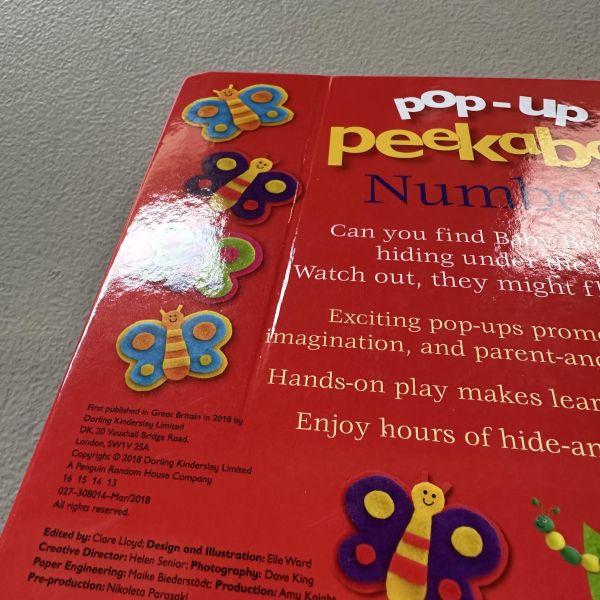 pop-up
peekabo
Numbe
Can you find Baby Bee
hiding under the
Watch out, they might f
Exciting pop-ups promo
imagination, and parent-and
Hands-on play makes lear
Enjoy hours of hide-an
First published in Great Britain in 2018 by
Dorling Kindersley Limited
DK, 20 Vauxhall Bridge Road,
London, SW1V 2SA
Copyright © 2018 Dorling Kindersley Limited
A Penguin Random House Company
16 15 14 13
027-308014-Mar/2018
All rights reserved.
Edited by: Clare Lloyd; Design and Illustration: Elle Ward
Creative Director: Helen Senior; Photography: Dave King
Paper Engineering: Maike Biederstädt; Production: Amy Knight
Pre-production: Nikoleta Parasaki